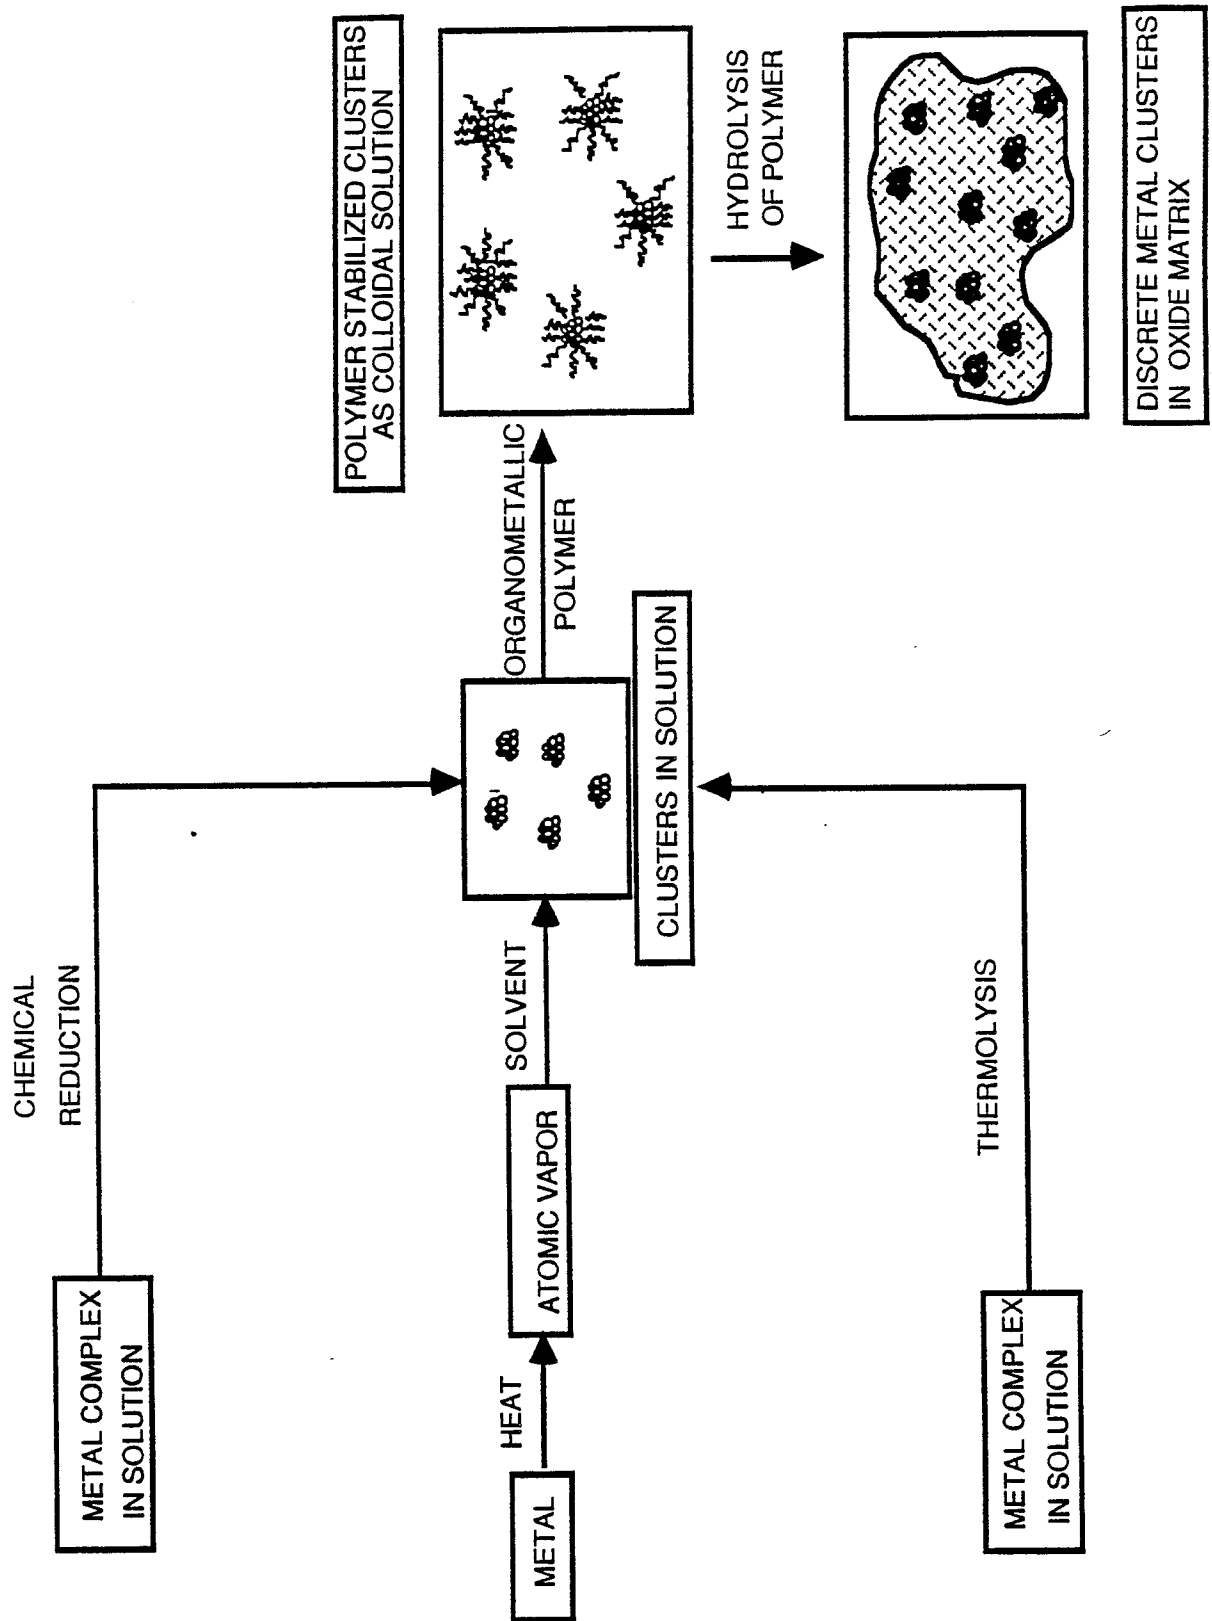 CHEMICAL
REDUCTION
METAL COMPLEX
IN SOLUTION
METAL
HEAT
ATOMIC VAPOR
SOLVENT
CLUSTERS IN SOLUTION
ORGANOMETALLIC
POLYMER
POLYMER STABILIZED CLUSTERS
AS COLLOIDAL SOLUTION
HYDROLYSIS
OF POLYMER
METAL COMPLEX
IN SOLUTION
THERMOLYSIS
DISCRETE METAL CLUSTERS
IN OXIDE MATRIX